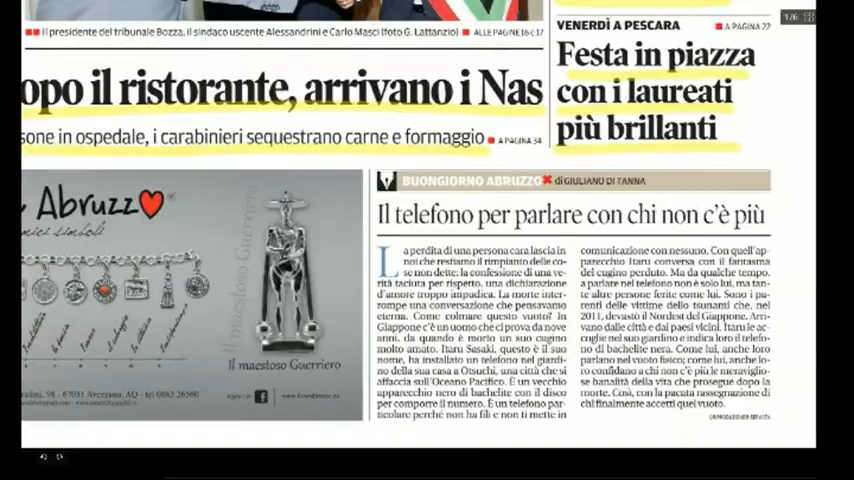 1/6
Il presidente del tribunale Bozza, il sindaco uscente Alessandrini e Carlo Masci (foto G. Lattanzio) ALLE PAGINE 16 e 17
opo il ristorante, arrivano i Nas
sone in ospedale, i carabinieri sequestrano carne e formaggio A PAGINA 34
VENERDÌ A PESCARA A PAGINA 27
Festa in piazza
con i laureati
più brillanti
Abruzzo
Il maestoso Guerriero
Il maestoso Guerriero
67051 Avezzano, AQ - tel 0863 26560
BUONGIORNO ABRUZZO di GIULIANO DI TANNA
Il telefono per parlare con chi non c'è più
La perdita di una persona cara lascia in
noi che restiamo il rimpianto delle co-
se non dette: la confessione di una ve-
rità taciuta per rispetto, una dichiarazione
d'amore troppo impudica. La morte inter-
rompe una conversazione che pensavamo
eterna. Come colmare questo vuoto? In
Giappone c'è un uomo che ci prova da nove
anni, da quando è morto un suo cugino
molto amato. Itaru Sasaki, questo è il suo
nome, ha installato un telefono nel giardi-
no della sua casa a Otsuchi, una città che si
affaccia sull'Oceano Pacifico. È un vecchio
apparecchio nero di bachelite con il disco
per comporre il numero. È un telefono par-
ticolare perché non ha fili e non ti mette in
comunicazione con nessuno. Con quell'ap-
parecchio Itaru conversa con il fantasma
del cugino perduto. Ma da qualche tempo,
a parlare nel telefono non è solo lui, ma tan-
te altre persone ferite come lui. Sono i pa-
renti delle vittime dello tsunami che, nel
2011, devastò il Nordest del Giappone. Arri-
vano dalle città e dai paesi vicini. Itaru le ac-
coglie nel suo giardino e indica loro il telefo-
no di bachelite nera. Come lui, anche loro
parlano nel vuoto fisico; come lui, anche lo-
ro confidano a chi non c'è più le meraviglio-
se banalità della vita che prosegue dopo la
morte. Così, con la pacata rassegnazione di
chi finalmente accetti quel vuoto.